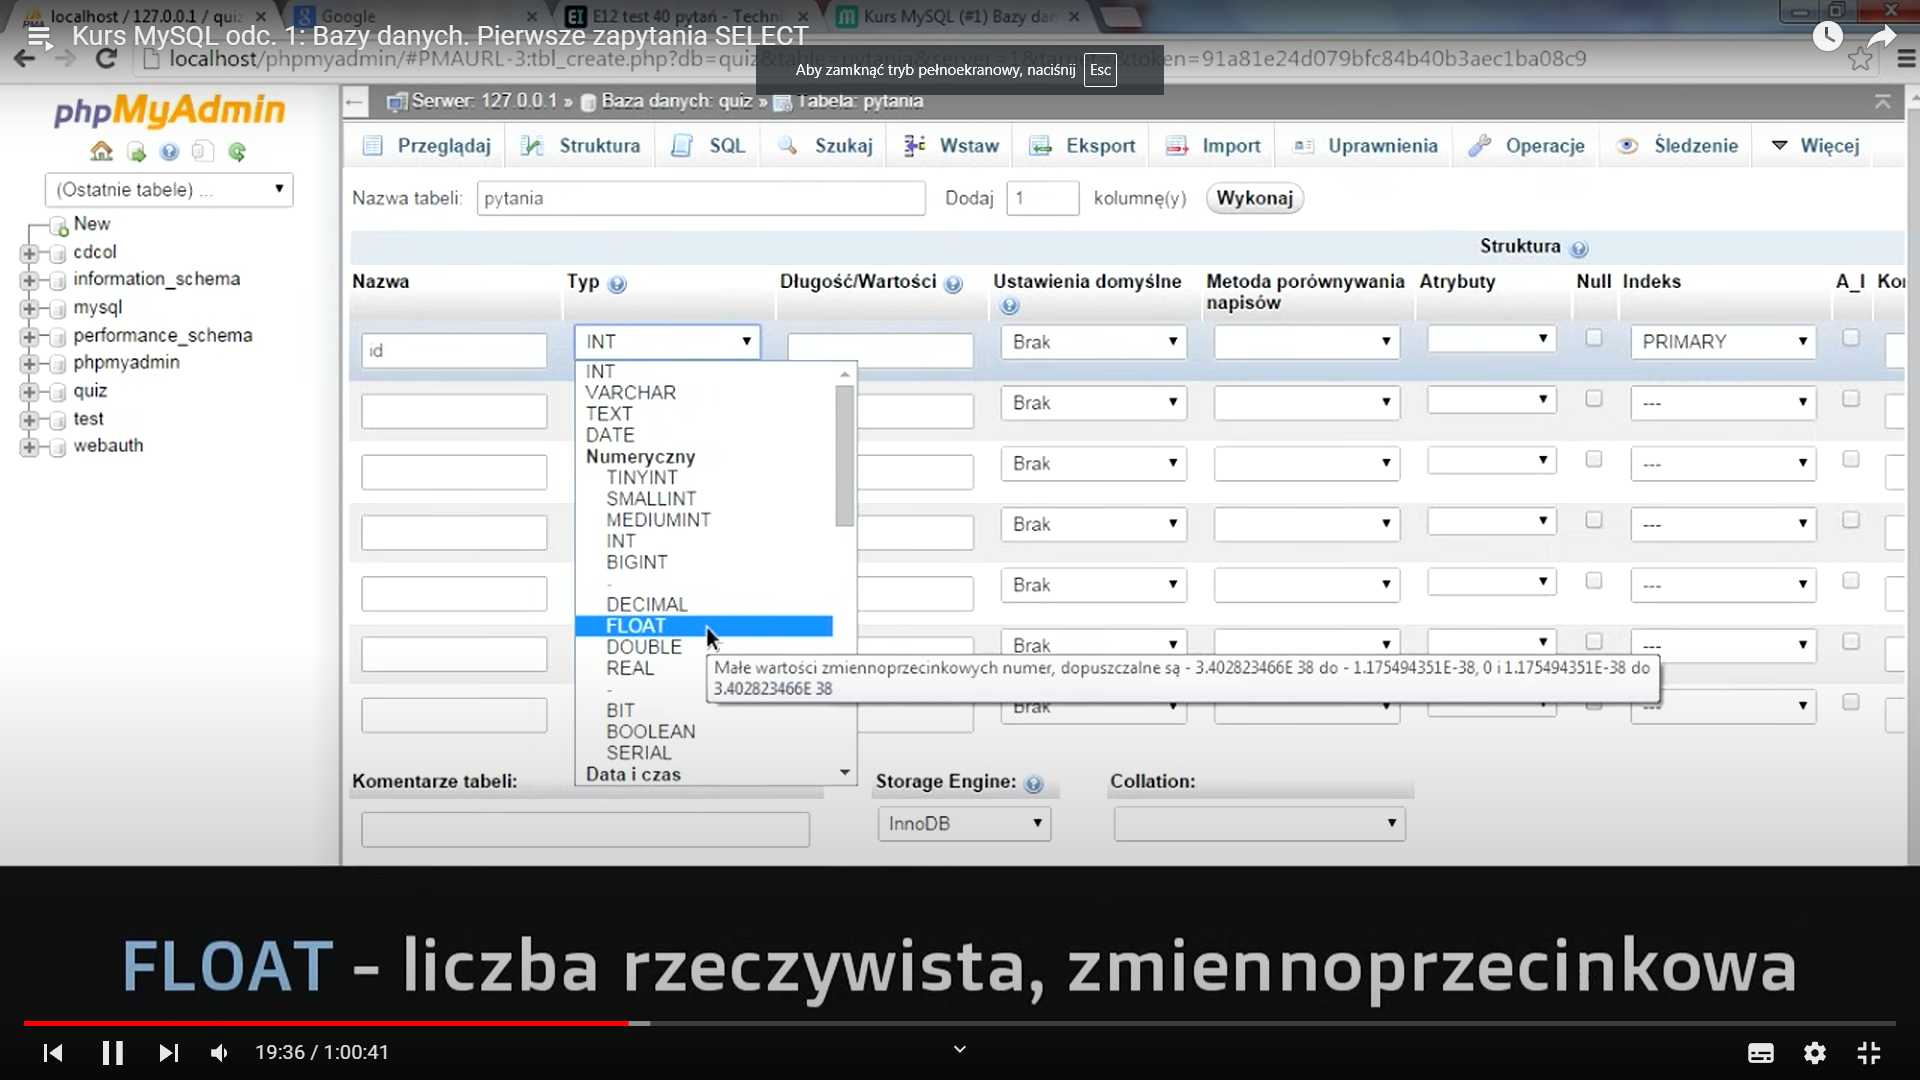 localhost / 127.0.0.1 / quiz
Google
E12 test 40 pytań - Techni
Kurs MySQL (#1) Bazy dan
Kurs MySQL odc. 1: Bazy danych. Pierwsze zapytania SELECT
localhost/phpmyadmin/#PMAURL-3:tbl_create.php?db=quiz&table=pytania&server=1&target=&token=91a81e24d079bfc84b40b3aec1ba08c9
Aby zamknąć tryb pełnoekranowy, naciśnij Esc
phpMyAdmin
(Ostatnie tabele) ...
New
cdcol
information_schema
mysql
performance_schema
phpmyadmin
quiz
test
webauth
Serwer: 127.0.0.1 » Baza danych: quiz » Tabela: pytania
Przeglądaj Struktura SQL Szukaj Wstaw Eksport Import Uprawnienia Operacje Śledzenie Więcej
Nazwa tabeli: pytania Dodaj 1 kolumnę(y) Wykonaj
Struktura
Nazwa Typ Długość/Wartości Ustawienia domyślne Metoda porównywania napisów Atrybuty Null Indeks A_I Ko
id INT Brak PRIMARY
Brak ---
Brak ---
Brak ---
Brak ---
Brak ---
Brak ---
INT
VARCHAR
TEXT
DATE
Numeryczny
TINYINT
SMALLINT
MEDIUMINT
INT
BIGINT
-
DECIMAL
FLOAT
DOUBLE
REAL
-
BIT
BOOLEAN
SERIAL
Data i czas
Małe wartości zmiennoprzecinkowych numer, dopuszczalne są - 3.402823466E 38 do - 1.175494351E-38, 0 i 1.175494351E-38 do
3.402823466E 38
Komentarze tabeli: Storage Engine: Collation:
InnoDB
FLOAT - liczba rzeczywista, zmiennoprzecinkowa
19:36 / 1:00:41